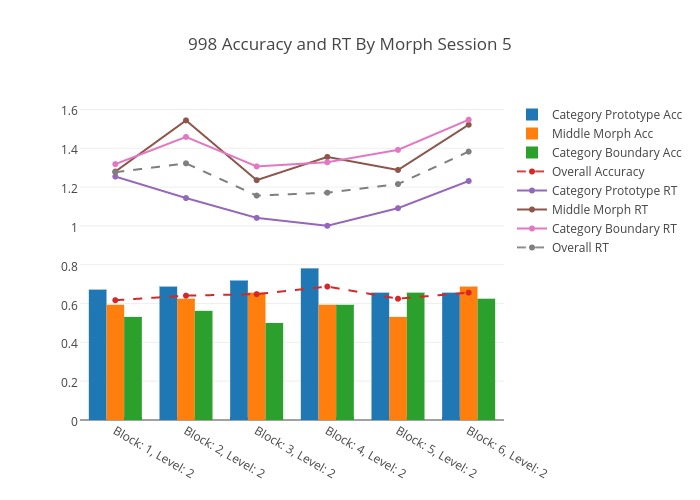 998 Accuracy and RT By Morph Session 5
1.6
1.4
1.2
1
0.8
0.6
0.4
0.2
0
Block: 1, Level: 2
Block: 2, Level: 2
Block: 3, Level: 2
Block: 4, Level: 2
Block: 5, Level: 2
Block: 6, Level: 2
Category Prototype Acc
Middle Morph Acc
Category Boundary Acc
Overall Accuracy
Category Prototype RT
Middle Morph RT
Category Boundary RT
Overall RT